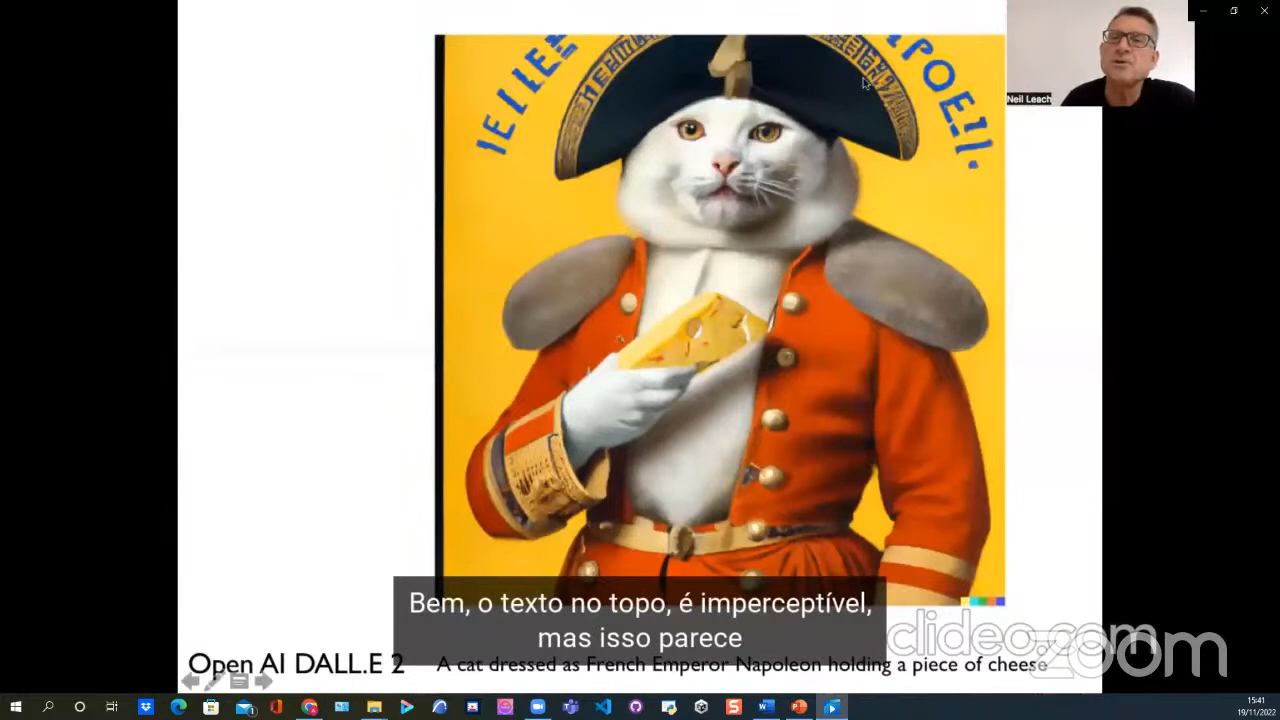 Neil Leach
Bem, o texto no topo, é imperceptível,
mas isso parece
clideo.com
zoom
Open AI DALL.E 2
A cat dressed as French Emperor Napoleon holding a piece of cheese
15:41
19/11/2022